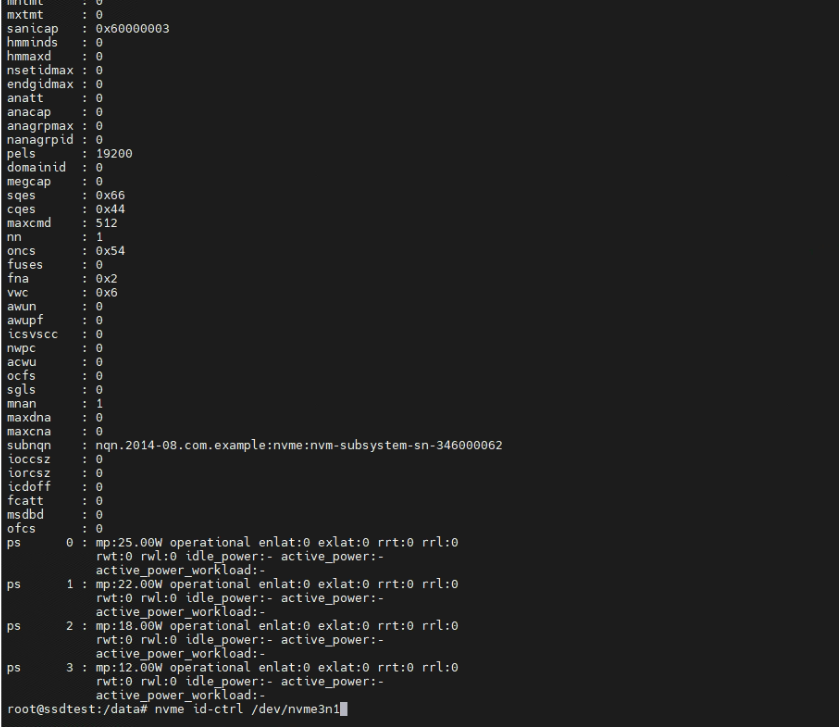 mntmt     : 0
mxtmt     : 0
sanicap   : 0x60000003
hmminds   : 0
hmmaxd    : 0
nsetidmax : 0
endgidmax : 0
anatt     : 0
anacap    : 0
anagrpmax : 0
nanagrpid : 0
pels      : 19200
domainid  : 0
megcap    : 0
sqes      : 0x66
cqes      : 0x44
maxcmd    : 512
nn        : 1
oncs      : 0x54
fuses     : 0
fna       : 0x2
vwc       : 0x6
awun      : 0
awupf     : 0
icsvscc   : 0
nwpc      : 0
acwu      : 0
ocfs      : 0
sgls      : 0
mnan      : 1
maxdna    : 0
maxcna    : 0
subnqn    : nqn.2014-08.com.example:nvme:nvm-subsystem-sn-346000062
ioccsz    : 0
iorcsz    : 0
icdoff    : 0
fcatt     : 0
msdbd     : 0
ofcs      : 0
ps      0 : mp:25.00W operational enlat:0 exlat:0 rrt:0 rrl:0
            rwt:0 rwl:0 idle_power:- active_power:-
            active_power_workload:-
ps      1 : mp:22.00W operational enlat:0 exlat:0 rrt:0 rrl:0
            rwt:0 rwl:0 idle_power:- active_power:-
            active_power_workload:-
ps      2 : mp:18.00W operational enlat:0 exlat:0 rrt:0 rrl:0
            rwt:0 rwl:0 idle_power:- active_power:-
            active_power_workload:-
ps      3 : mp:12.00W operational enlat:0 exlat:0 rrt:0 rrl:0
            rwt:0 rwl:0 idle_power:- active_power:-
            active_power_workload:-
root@ssdtest:/data# nvme id-ctrl /dev/nvme3n1